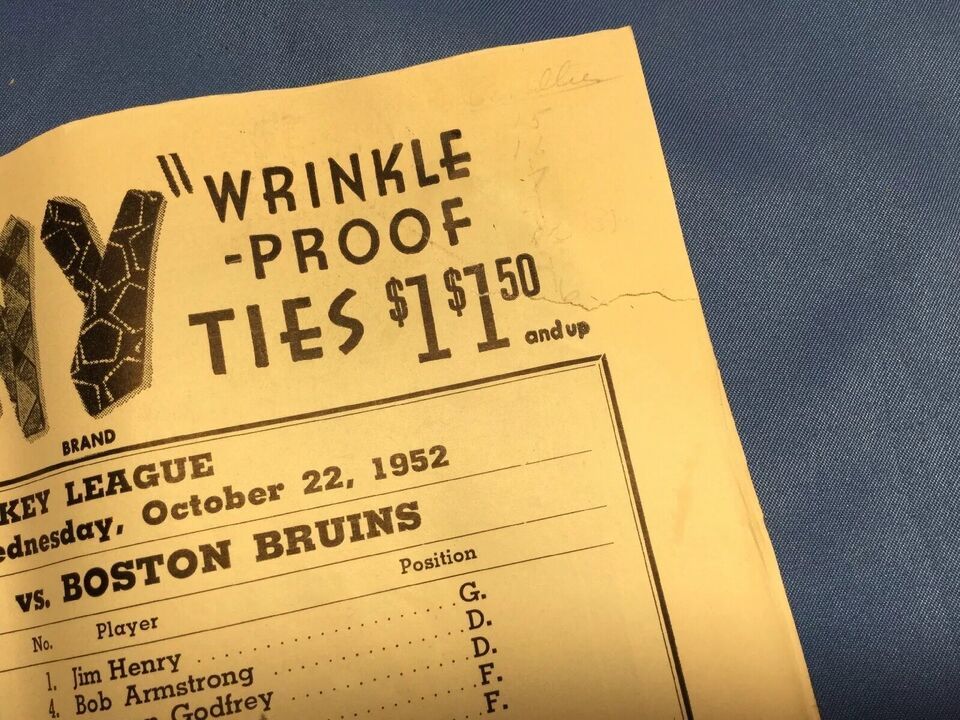 MY"
WRINKLE
-PROOF
TIES $1 $1 50 and up
BRAND
KEY LEAGUE
ednesday, October 22, 1952
vs. BOSTON BRUINS
No. Player Position
1. Jim Henry G.
4. Bob Armstrong D.
Godfrey D.
F.
F.